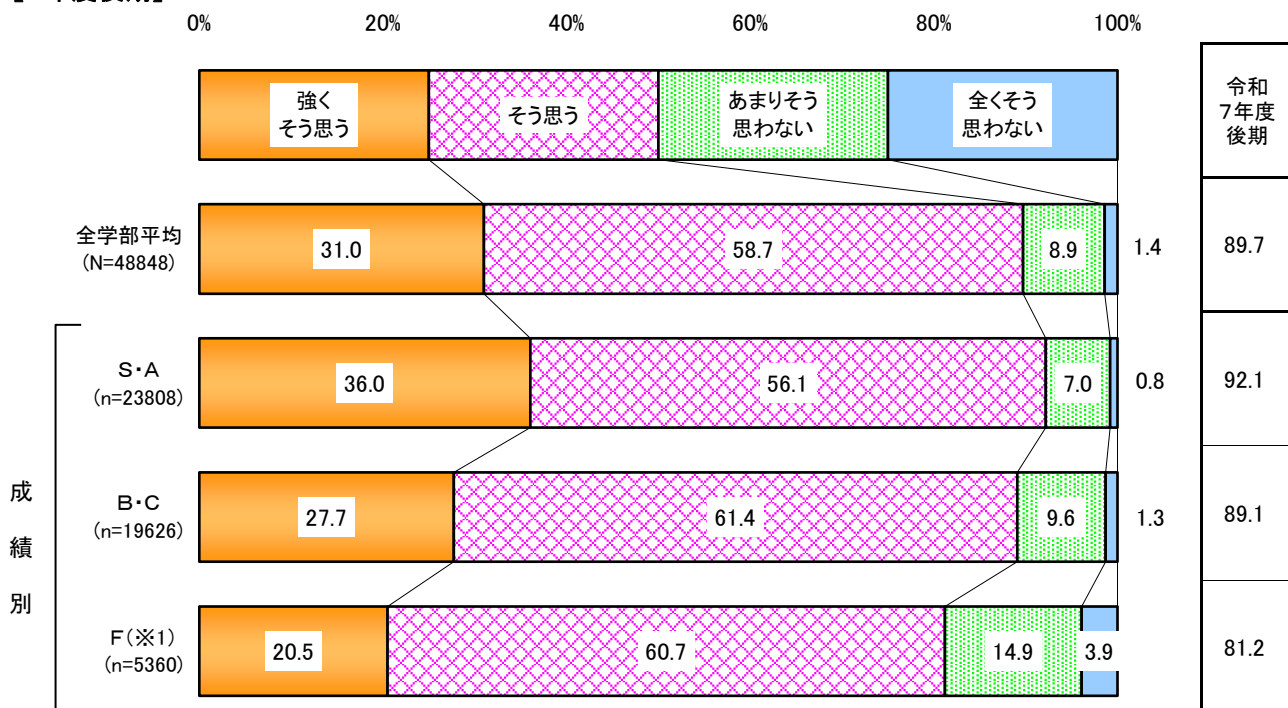 0% 20% 40% 60% 80% 100%
強く
そう思う
そう思う
あまりそう
思わない
全くそう
思わない
令和
7年度
後期
全学部平均
(N=48848)
31.0 58.7 8.9 1.4 89.7
S・A
(n=23808)
36.0 56.1 7.0 0.8 92.1
B・C
(n=19626)
27.7 61.4 9.6 1.3 89.1
F(※1)
(n=5360)
20.5 60.7 14.9 3.9 81.2
成
績
別